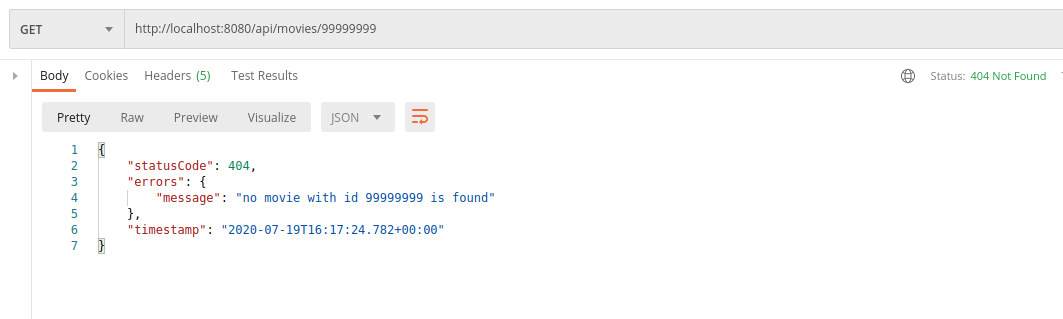 GET http://localhost:8080/api/movies/99999999
Body Cookies Headers (5) Test Results Status: 404 Not Found
Pretty Raw Preview Visualize JSON
1 {
2 "statusCode": 404,
3 "errors": {
4 "message": "no movie with id 99999999 is found"
5 },
6 "timestamp": "2020-07-19T16:17:24.782+00:00"
7 }